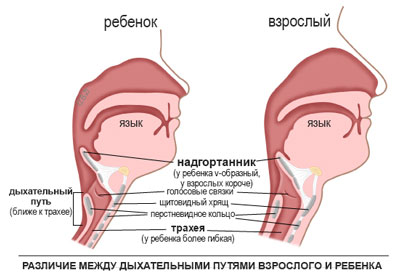 ребенок
взрослый
язык
язык
надгортанник
(у ребенка v-образный,
у взрослых короче)
дыхательный
путь
(ближе к трахее)
голосовые связки
щитовидный хрящ
перстневидное кольцо
трахея
(у ребенка более гибкая)
РАЗЛИЧИЕ МЕЖДУ ДЫХАТЕЛЬНЫМИ ПУТЯМИ ВЗРОСЛОГО И РЕБЕНКА